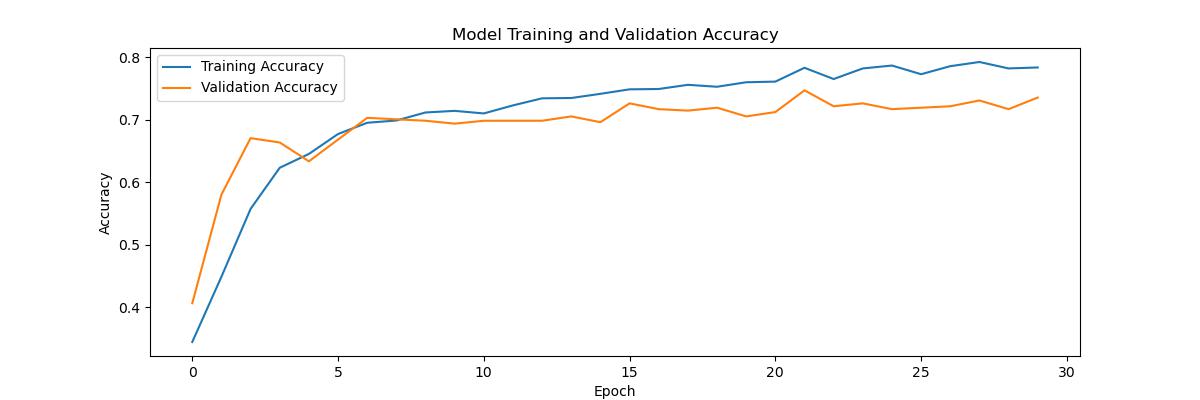 Model Training and Validation Accuracy
Training Accuracy
Validation Accuracy
0.8
0.7
0.6
0.5
0.4
Accuracy
0 5 10 15 20 25 30
Epoch